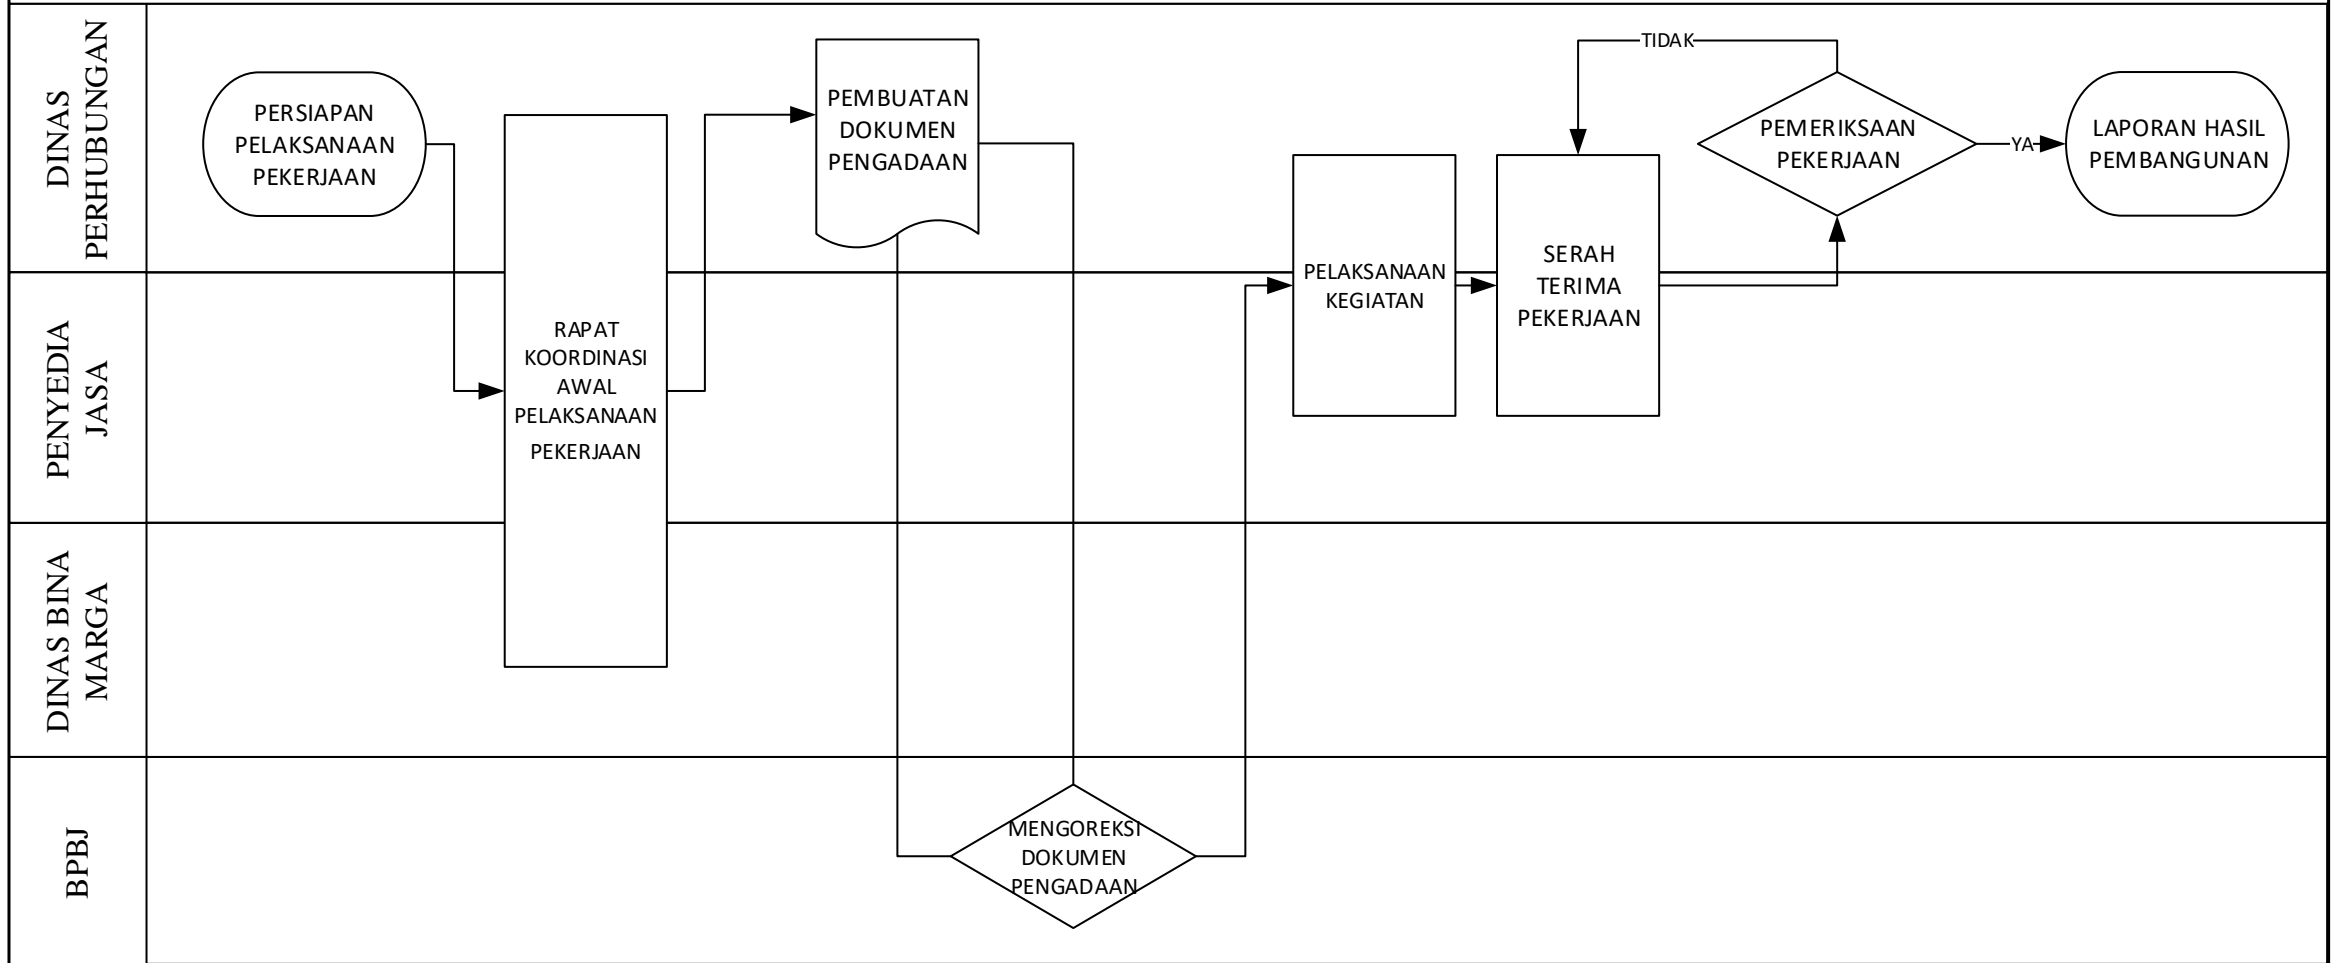 DINAS
PERHUBUNGAN
PERSIAPAN
PELAKSANAAN
PEKERJAAN
PEMBUATAN
DOKUMEN
PENGADAAN
TIDAK
PEMERIKSAAN
PEKERJAAN
YA
LAPORAN HASIL
PEMBANGUNAN
PENYEDIA
JASA
RAPAT
KOORDINASI
AWAL
PELAKSANAAN
PEKERJAAN
PELAKSANAAN
KEGIATAN
SERAH
TERIMA
PEKERJAAN
DINAS BINA
MARGA
BPBJ
MENGOREKSI
DOKUMEN
PENGADAAN